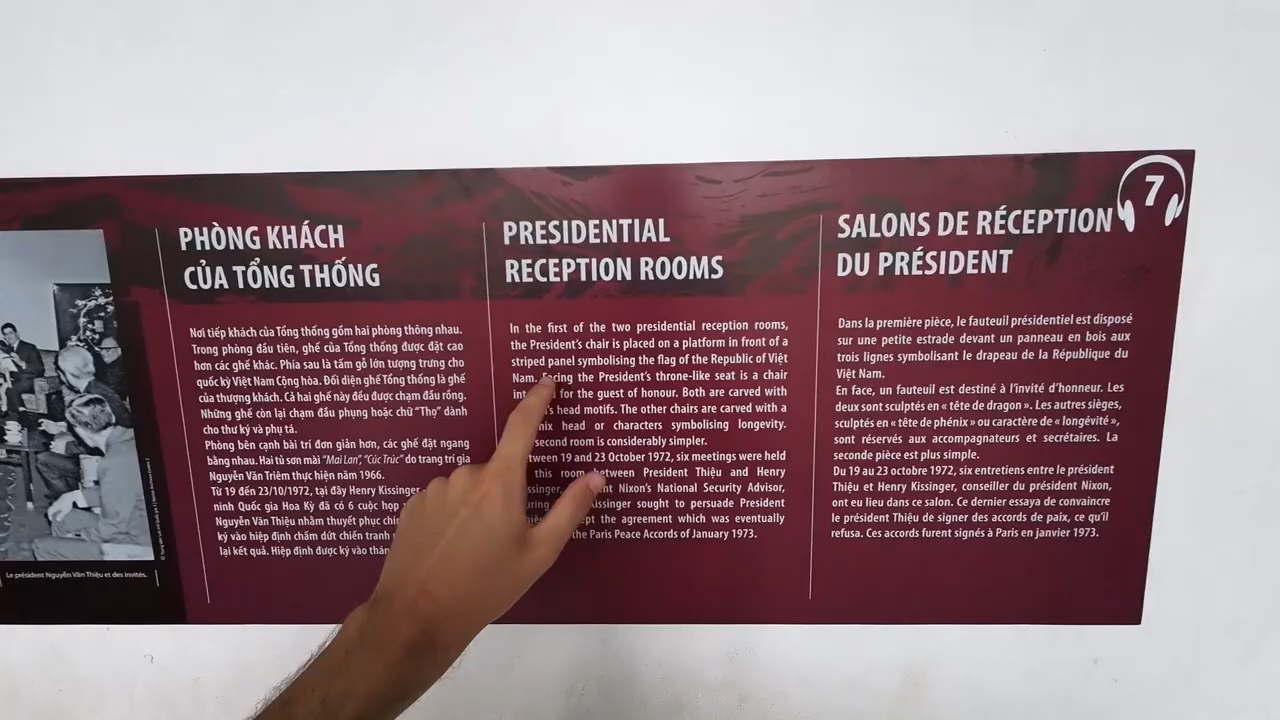 7
PHÒNG KHÁCH
CỦA TỔNG THỐNG
Nơi tiếp khách của Tổng thống gồm hai phòng thông nhau.
Trong phòng đầu tiên, ghế của Tổng thống được đặt cao
hơn các ghế khác. Phía sau là tấm gỗ lớn tượng trưng cho
quốc kỳ Việt Nam Cộng hòa. Đối diện ghế Tổng thống là ghế
của thượng khách. Cả hai ghế này đều được chạm đầu rồng.
Những ghế còn lại chạm đầu phụng hoặc chữ "Thọ" dành
cho thư ký và phụ tá.
Phòng bên cạnh bài trí đơn giản hơn, các ghế đặt ngang
bằng nhau. Hai tủ sơn mài "Mai Lan", "Cúc Trúc" do trang trí gia
Nguyễn Văn Triêm thực hiện năm 1966.
Từ 19 đến 23/10/1972, tại đây Henry Kissinger -
ninh Quốc gia Hoa Kỳ đã có 6 cuộc họp
Nguyễn Văn Thiệu nhằm thuyết phục
ký vào hiệp định chấm dứt chiến tranh
lại kết quả. Hiệp định được ký vào
PRESIDENTIAL
RECEPTION ROOMS
In the first of the two presidential reception rooms,
the President's chair is placed on a platform in front of a
striped panel symbolising the flag of the Republic of Việt
Nam. Facing the President's throne-like seat is a chair
for the guest of honour. Both are carved with
head motifs. The other chairs are carved with a
head or characters symbolising longevity.
second room is considerably simpler.
19 and 23 October 1972, six meetings were held
this room between President Thiệu and Henry
Nixon's National Security Advisor,
Kissinger sought to persuade President
the agreement which was eventually
the Paris Peace Accords of January 1973.
SALONS DE RÉCEPTION
DU PRÉSIDENT
Dans la première pièce, le fauteuil présidentiel est disposé
sur une petite estrade devant un panneau en bois aux
trois lignes symbolisant le drapeau de la République du
Việt Nam.
En face, un fauteuil est destiné à l'invité d'honneur. Les
deux sont sculptés en « tête de dragon ». Les autres sièges,
sculptés en « tête de phénix » ou caractère de « longévité »,
sont réservés aux accompagnateurs et secrétaires. La
seconde pièce est plus simple.
Du 19 au 23 octobre 1972, six entretiens entre le président
Thiệu et Henry Kissinger, conseiller du président Nixon,
ont eu lieu dans ce salon. Ce dernier essaya de convaincre
le président Thiệu de signer des accords de paix, ce qu'il
refusa. Ces accords furent signés à Paris en janvier 1973.
Le président Nguyễn Văn Thiệu et des invités.